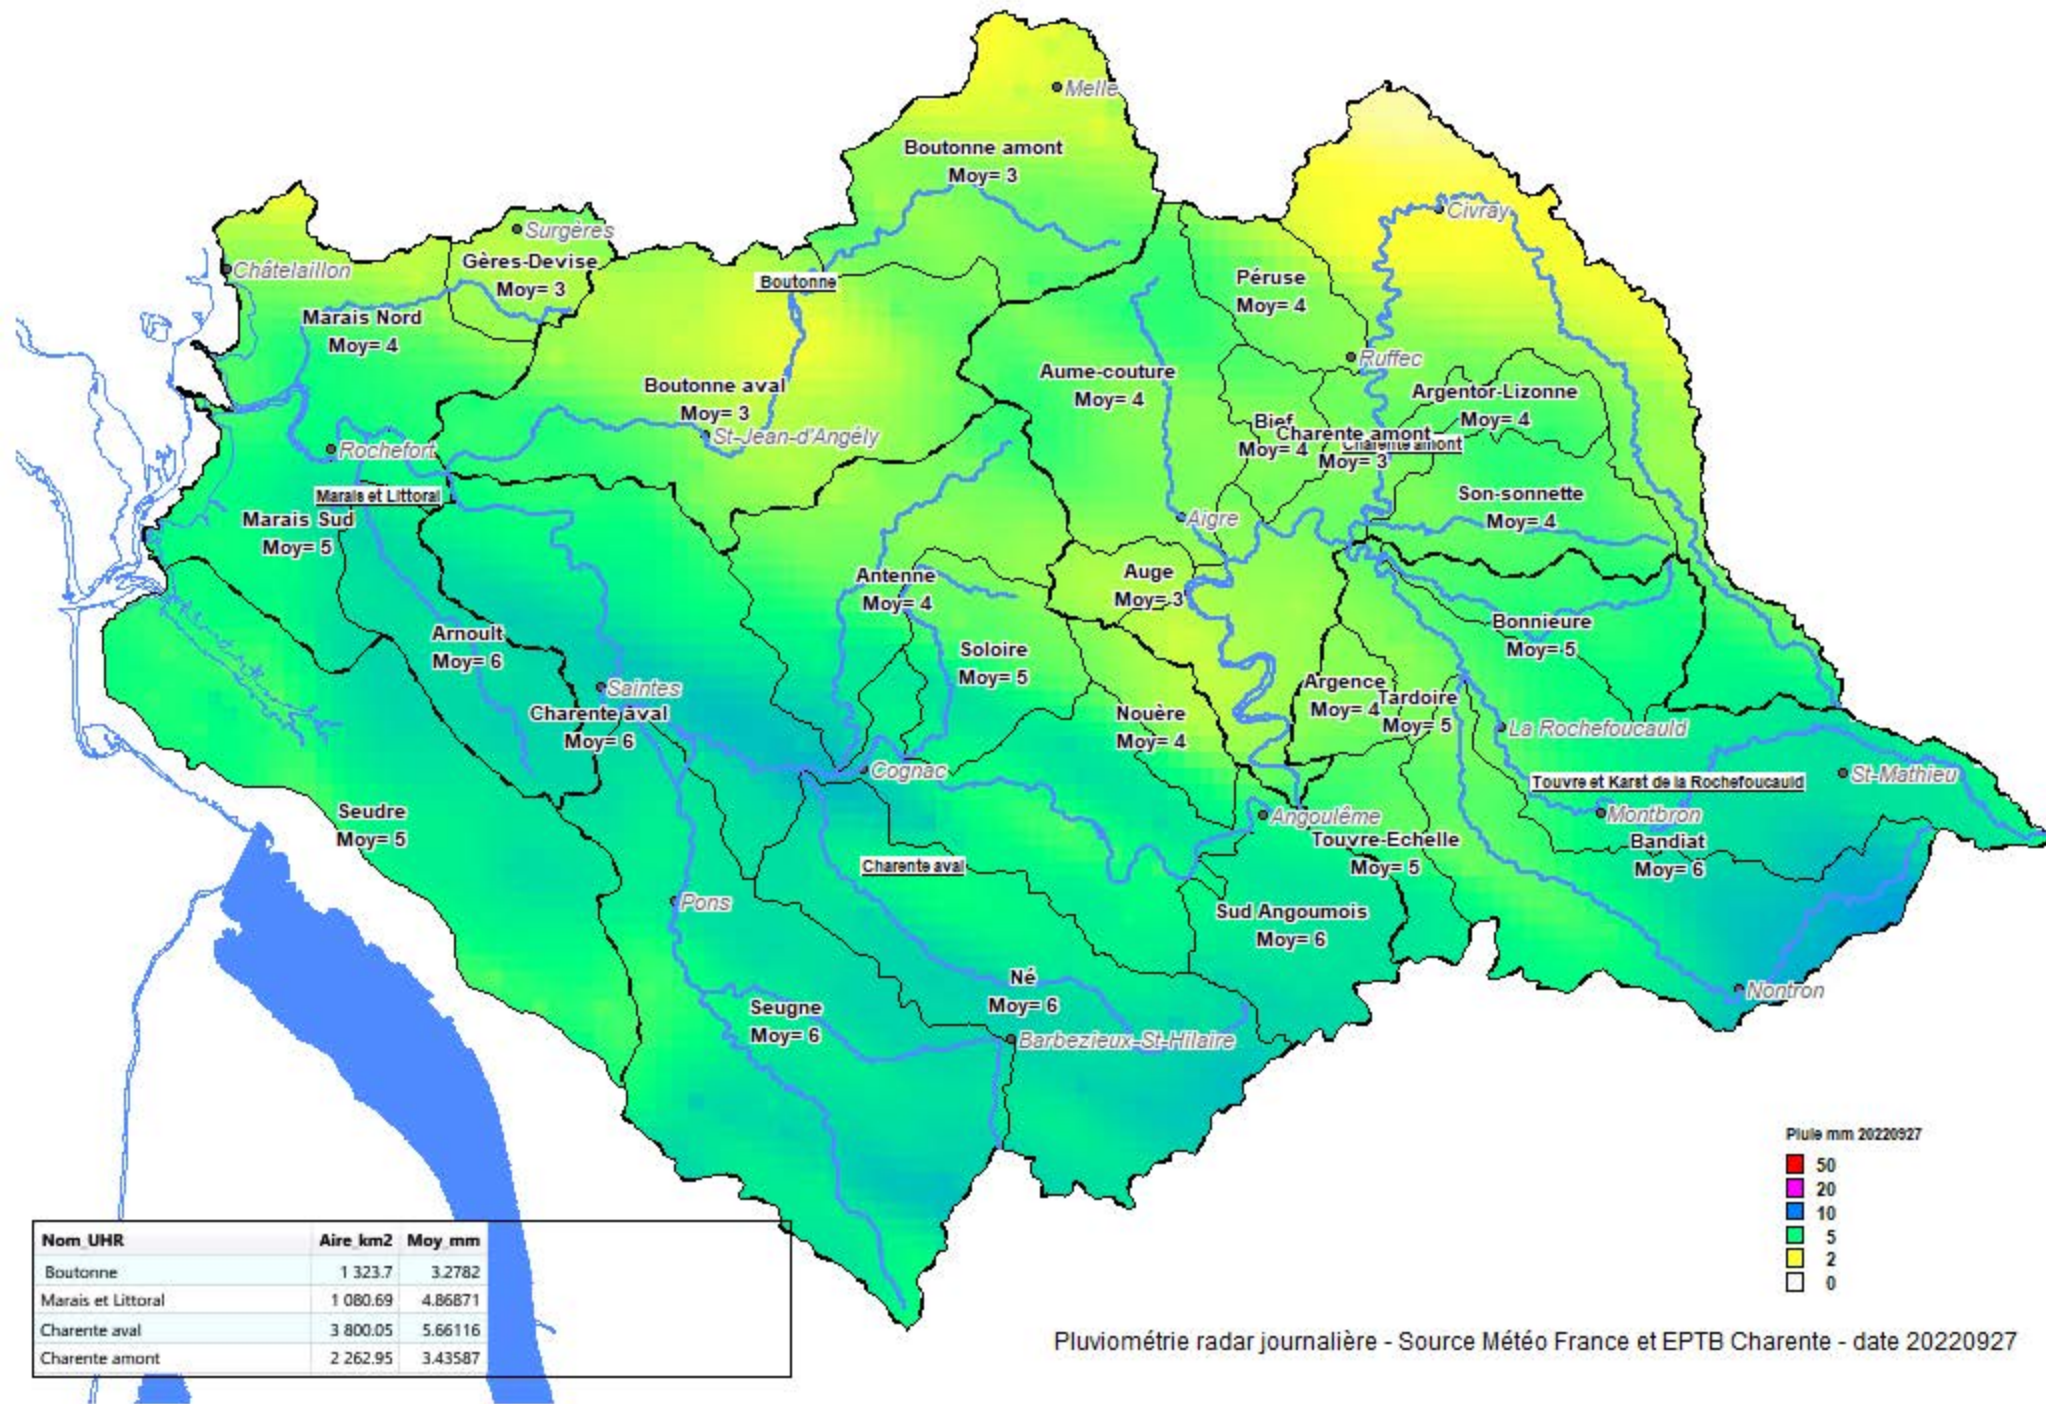 Melle
Boutonne amont
Moy= 3
Civray
Surgères
Gères-Devise
Moy= 3
Châtelaillon
Boutonne
Péruse
Moy= 4
Marais Nord
Moy= 4
Ruffec
Aume-couture
Moy= 4
Boutonne aval
Moy= 3
Argentor-Lizonne
Moy= 4
St-Jean-d'Angély
Bief
Moy= 4
Charente amont
Moy= 3
Charente amont
Rochefort
Marais et Littoral
Son-sonnette
Moy= 4
Marais Sud
Moy= 5
Aigre
Antenne
Moy= 4
Auge
Moy= 3
Arnoult
Moy= 6
Bonnieure
Moy= 5
Soloire
Moy= 5
Saintes
Argence
Moy= 4
Tardoire
Moy= 5
Charente aval
Moy= 6
Nouère
Moy= 4
La Rochefoucauld
Cognac
Touvre et Karst de la Rochefoucauld
St-Mathieu
Seudre
Moy= 5
Angoulême
Montbron
Touvre-Echelle
Moy= 5
Bandiat
Moy= 6
Charente aval
Pons
Sud Angoumois
Moy= 6
Né
Moy= 6
Nontron
Seugne
Moy= 6
Barbezieux-St-Hilaire
Pluie mm 20220927
50
20
10
5
2
0
Nom_UHR Aire_km2 Moy_mm
Boutonne 1 323.7 3.2782
Marais et Littoral 1 080.69 4.86871
Charente aval 3 800.05 5.66116
Charente amont 2 262.95 3.43587
Pluviométrie radar journalière - Source Météo France et EPTB Charente - date 20220927